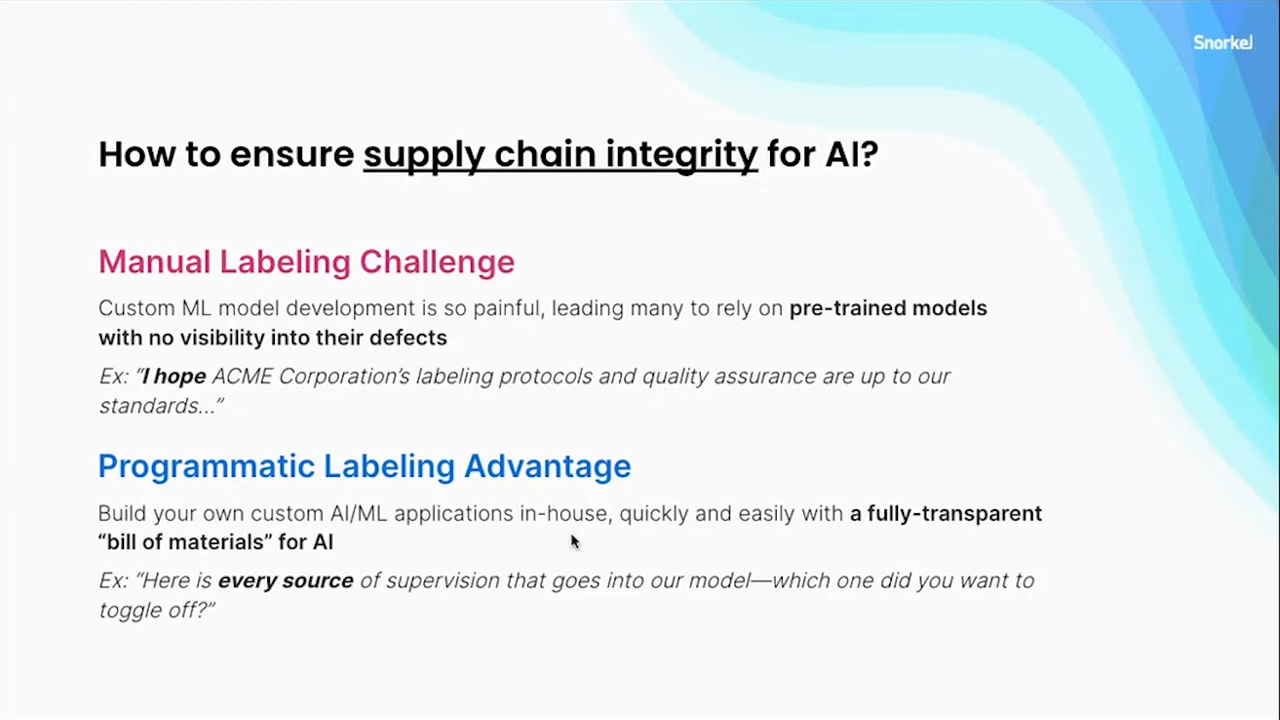 Snorkel
How to ensure supply chain integrity for AI?
Manual Labeling Challenge
Custom ML model development is so painful, leading many to rely on pre-trained models
with no visibility into their defects
Ex: “I hope ACME Corporation’s labeling protocols and quality assurance are up to our
standards...”
Programmatic Labeling Advantage
Build your own custom AI/ML applications in-house, quickly and easily with a fully-transparent
“bill of materials” for AI
Ex: “Here is every source of supervision that goes into our model—which one did you want to
toggle off?”